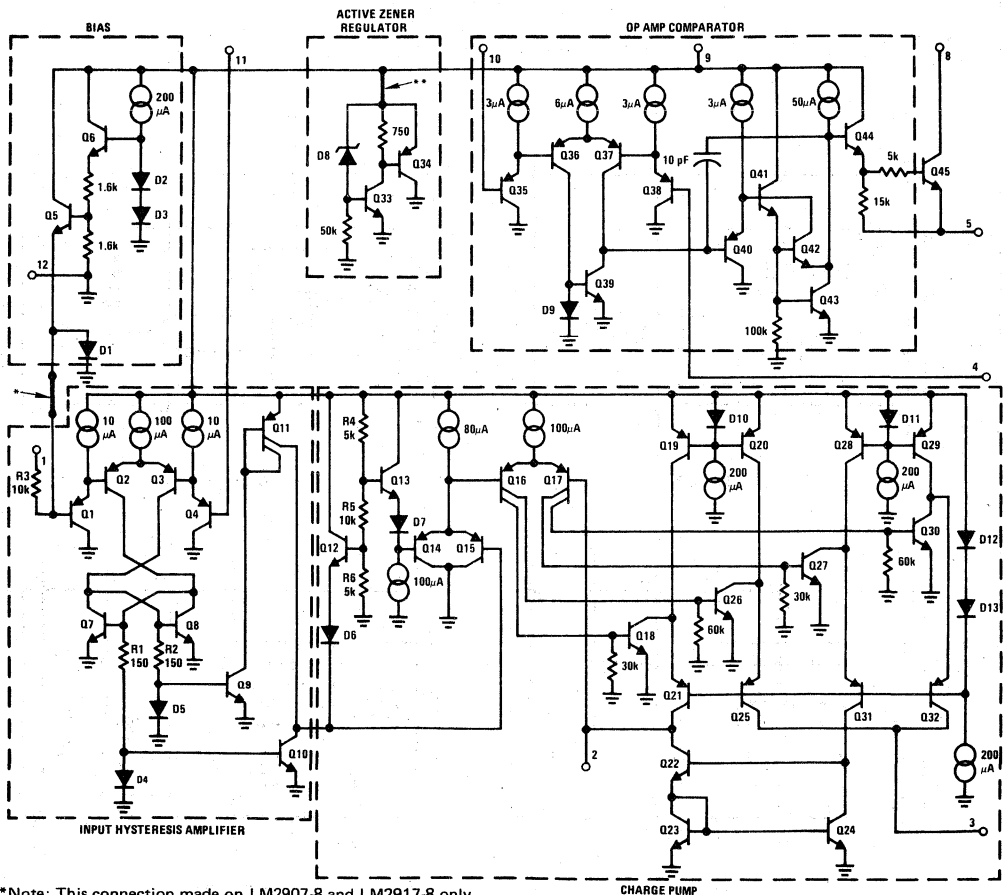 BIAS
ACTIVE ZENER
REGULATOR
OP AMP COMPARATOR
11
10
9
8
200
µA
**
3µA
6µA
3µA
3µA
50µA
Q6
750
Q44
D8
Q34
10 pF
5k
Q45
Q36
Q37
D2
1.6k
Q35
Q38
Q41
Q5
Q33
15k
D3
50k
5
1.6k
Q40
Q42
12
Q39
Q43
D9
100k
D1
4
*
10
µA
100
µA
10
µA
Q11
R4
5k
80µA
100µA
D10
D11
1
Q19
Q20
Q28
Q29
R3
10k
Q13
200
µA
200
µA
Q2
Q3
Q16
Q17
Q1
Q4
R5
10k
D7
Q30
D12
Q12
Q14
Q15
60k
R6
5k
100µA
Q27
Q26
30k
D13
Q7
Q8
D6
Q18
60k
R1
150
R2
150
30k
Q9
Q21
D5
Q25
Q31
Q32
Q10
2
200
µA
D4
Q22
3
Q23
Q24
INPUT HYSTERESIS AMPLIFIER
CHARGE PUMP
*Note: This connection made on LM2907-8 and LM2917-8 only.